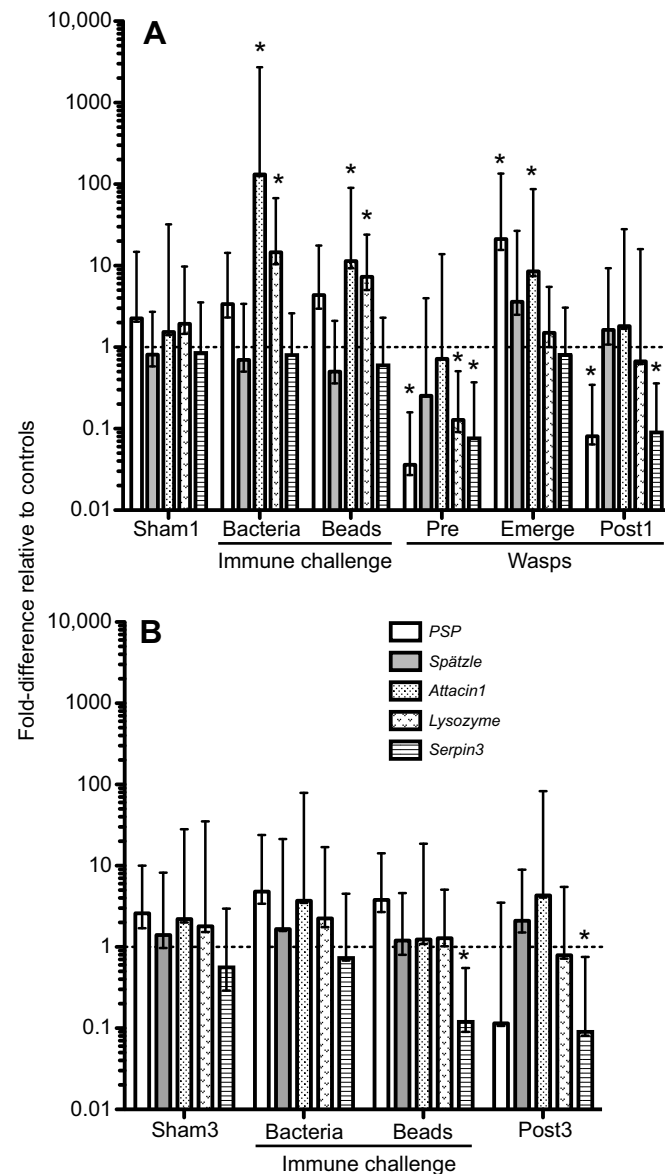 A
10,000
1000
100
10
1
0.1
0.01
* * * * * * * * * * *
Sham1 Bacteria Beads Pre Emerge Post1
Immune challenge Wasps
Fold-difference relative to controls
B
10,000
1000
100
10
1
0.1
0.01
PSP
Spätzle
Attacin1
Lysozyme
Serpin3
* *
Sham3 Bacteria Beads Post3
Immune challenge